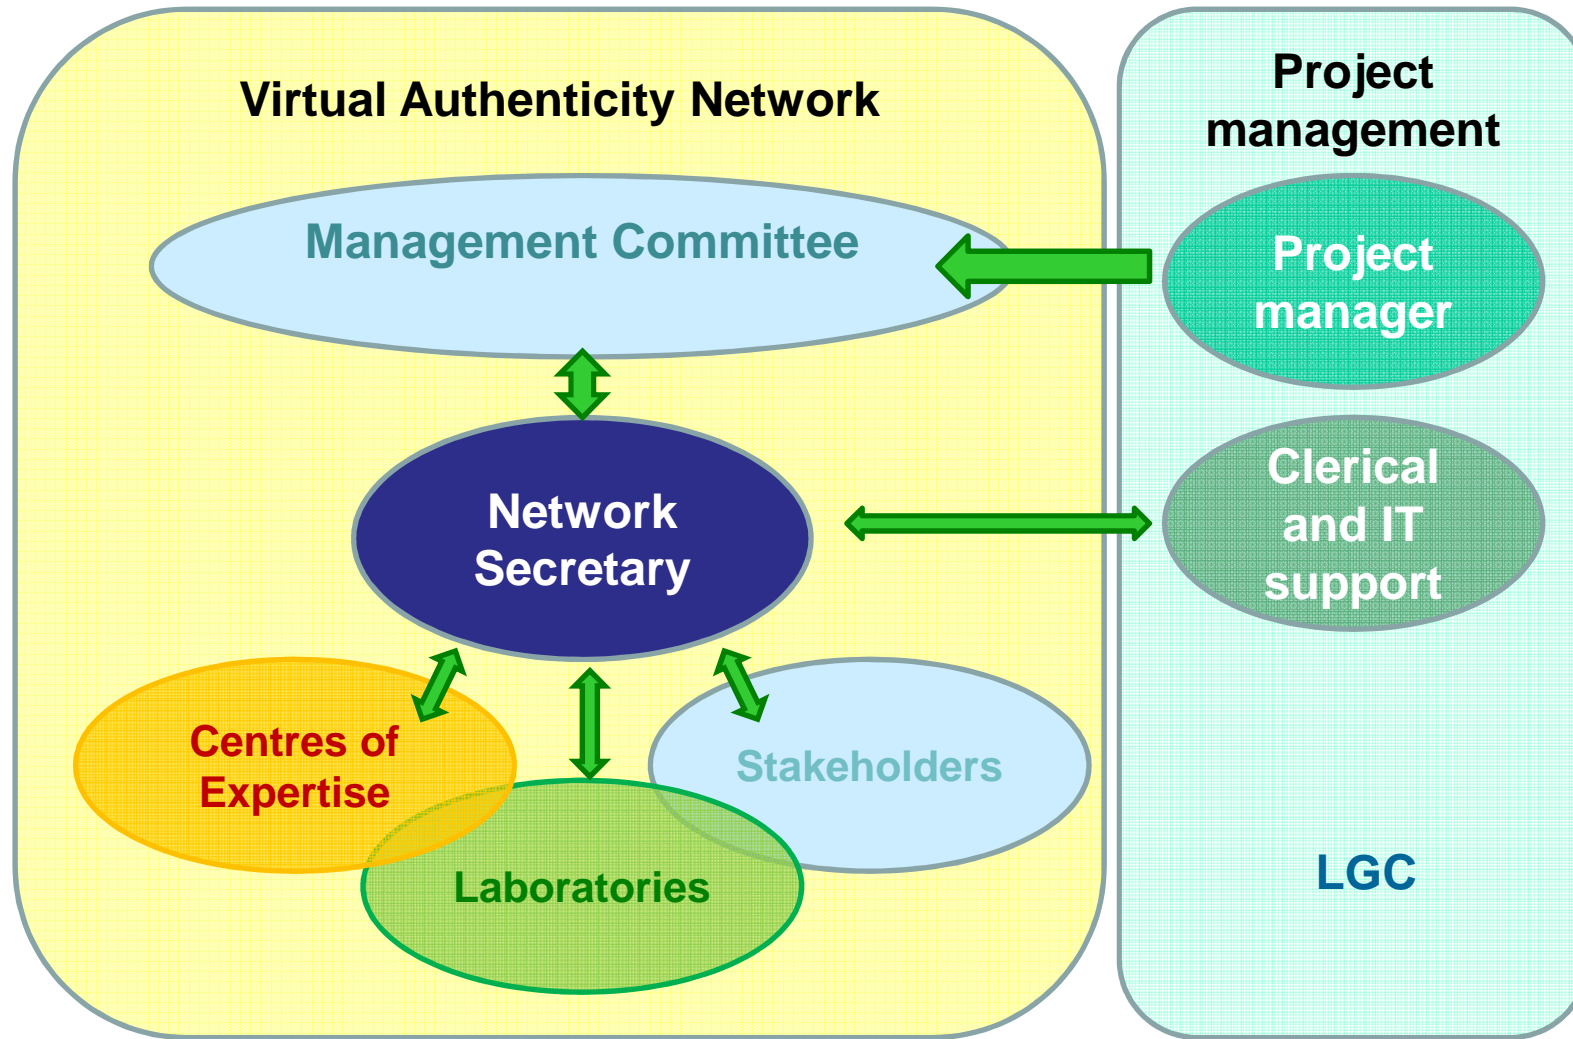 Virtual Authenticity Network
Management Committee
Network
Secretary
Centres of
Expertise
Stakeholders
Laboratories
Project
management
Project
manager
Clerical
and IT
support
LGC